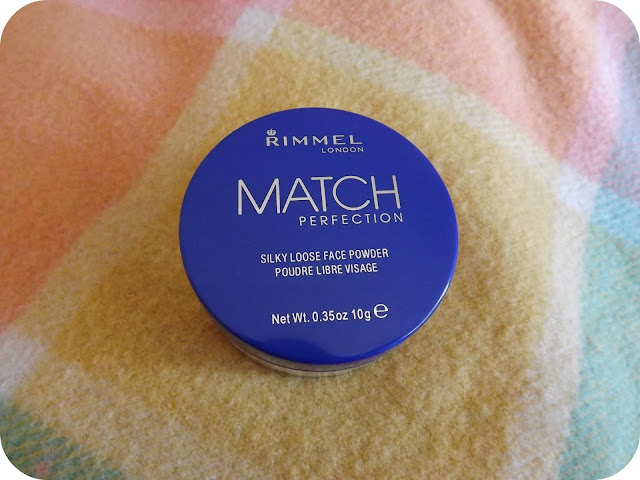 RIMMEL
LONDON
MATCH
PERFECTION
SILKY LOOSE FACE POWDER
POUDRE LIBRE VISAGE
Net Wt. 0.35oz 10g ℮